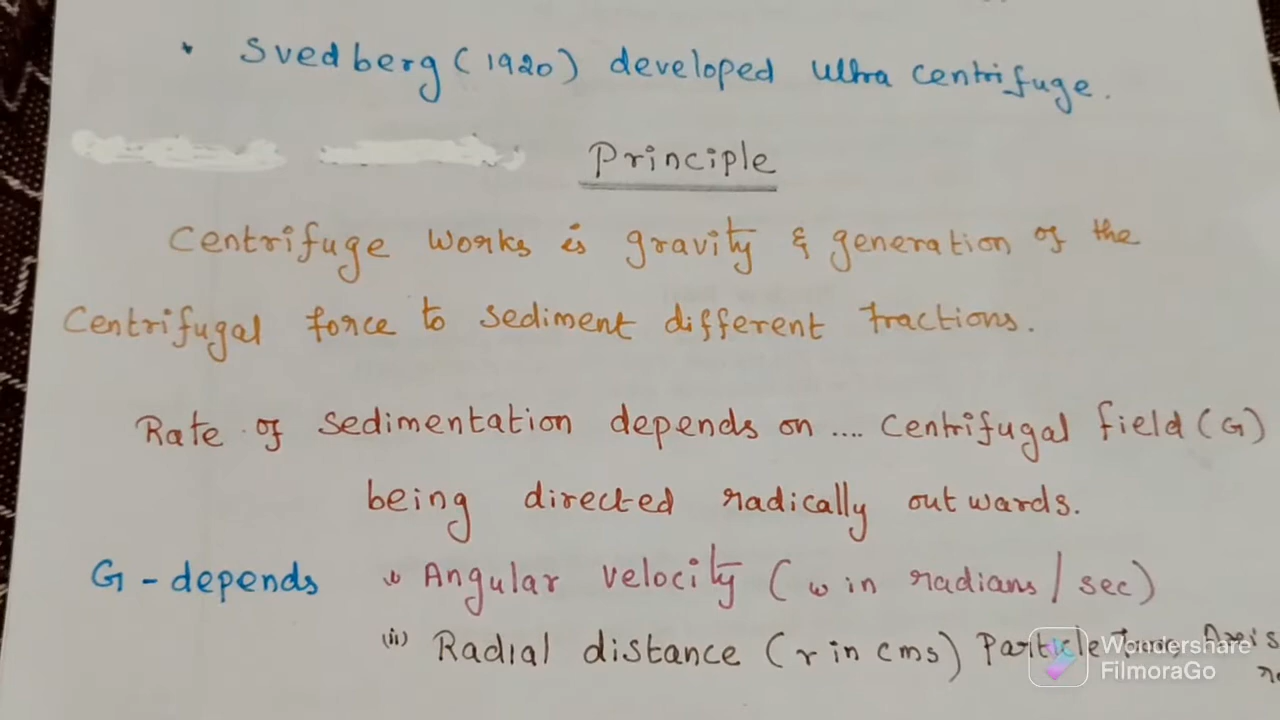 • Svedberg (1920) developed ultra centrifuge.
Principle
Centrifuge works is gravity & generation of the
Centrifugal force to sediment different fractions.
Rate of sedimentation depends on .... Centrifugal field (G)
being directed radically outwards.
G - depends (i) Angular velocity (ω in radians / sec)
(ii) Radial distance (r in cms) Particle Axis
Wondershare
FilmoraGo